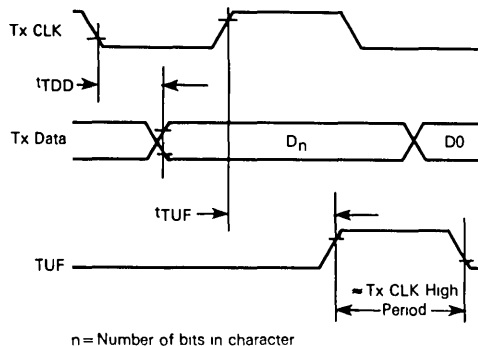 Tx CLK
tTDD
Tx Data
Dn
D0
tTUF
TUF
≈ Tx CLK High
Period
n = Number of bits in character